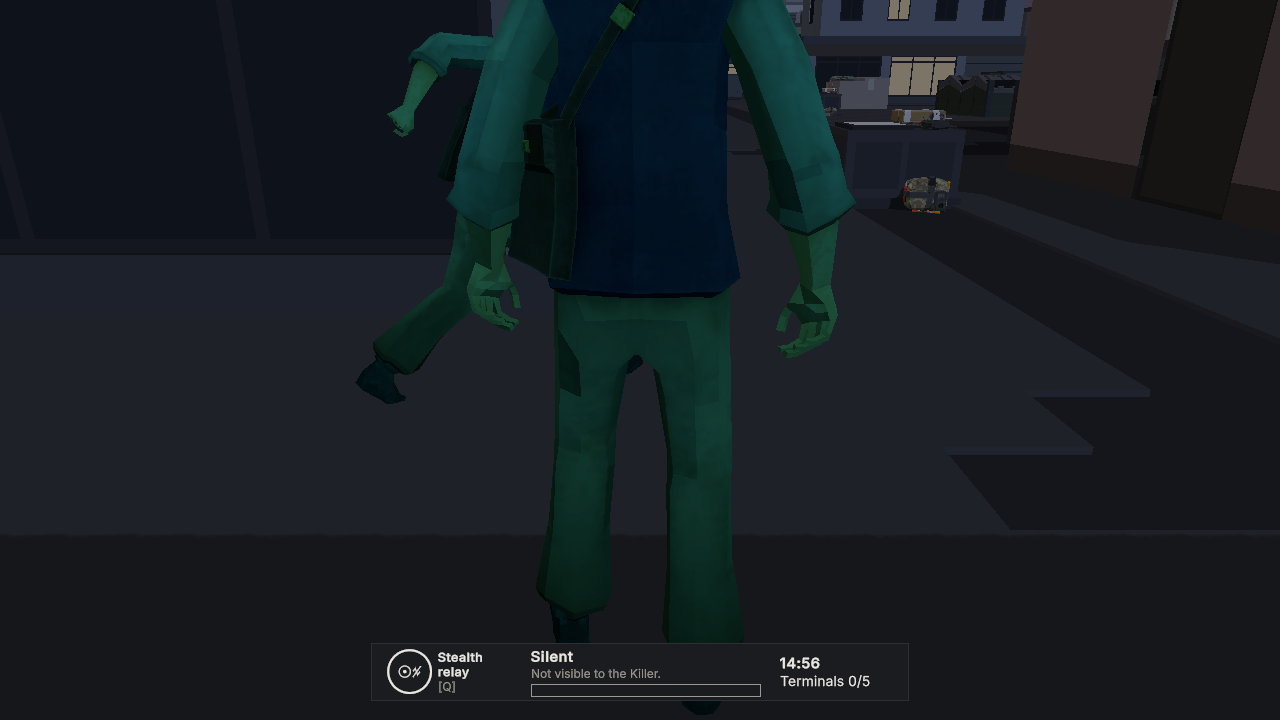 Stealth
relay
[Q]
Silent
Not visible to the Killer.
14:56
Terminals 0/5